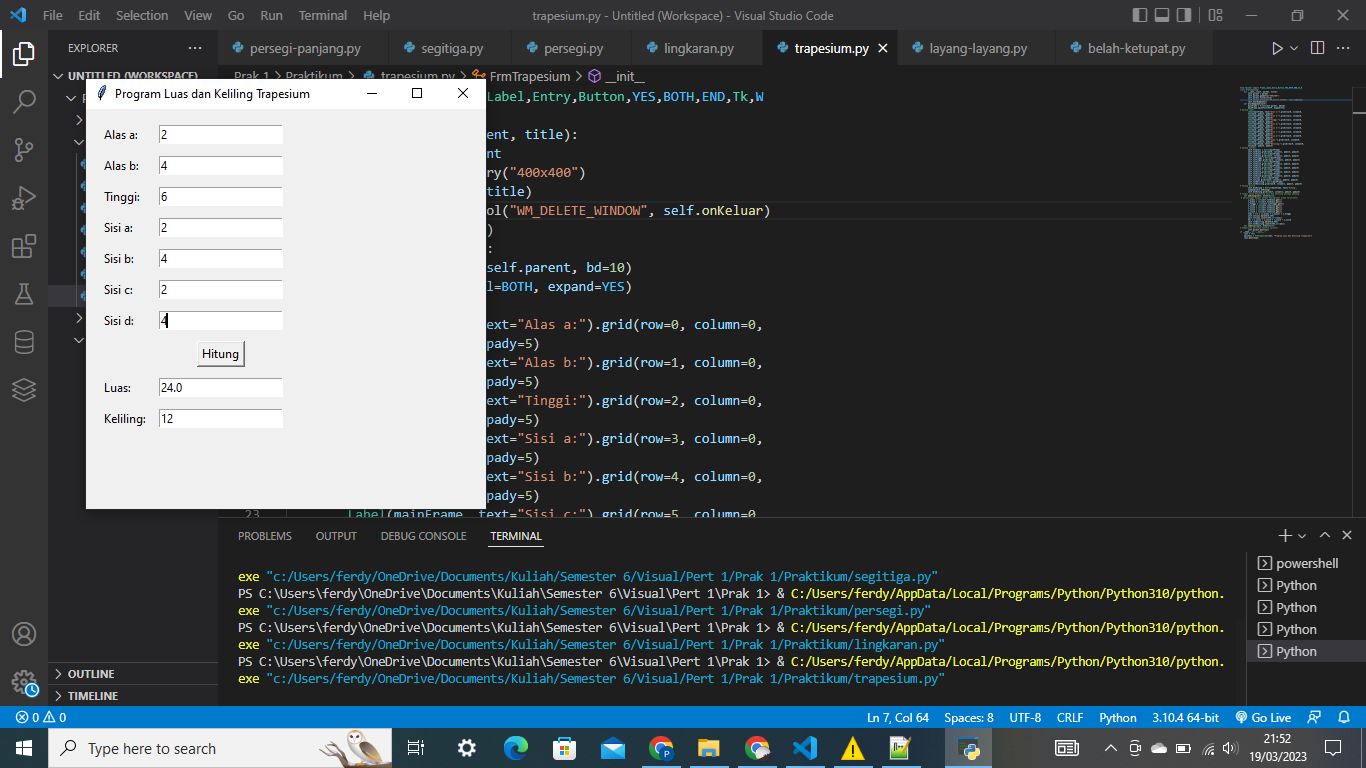 File Edit Selection View Go Run Terminal Help trapesium.py - Untitled (Workspace) - Visual Studio Code
EXPLORER
persegi-panjang.py segitiga.py persegi.py lingkaran.py trapesium.py layang-layang.py belah-ketupat.py
UNTITLED (WORKSPACE)
Prak 1 > Praktikum > trapesium.py > FrmTrapesium > __init__
Program Luas dan Keliling Trapesium
Alas a: 2
Alas b: 4
Tinggi: 6
Sisi a: 2
Sisi b: 4
Sisi c: 2
Sisi d: 4
Hitung
Luas: 24.0
Keliling: 12
Label,Entry,Button,YES,BOTH,END,Tk,W
ent, title):
nt
ry("400x400")
title)
ol("WM_DELETE_WINDOW", self.onKeluar)
)
:
self.parent, bd=10)
l=BOTH, expand=YES)
ext="Alas a:").grid(row=0, column=0,
pady=5)
ext="Alas b:").grid(row=1, column=0,
pady=5)
ext="Tinggi:").grid(row=2, column=0,
pady=5)
ext="Sisi a:").grid(row=3, column=0,
pady=5)
ext="Sisi b:").grid(row=4, column=0,
pady=5)
23 Label(mainFrame, text="Sisi c:").grid(row=5, column=0,
PROBLEMS OUTPUT DEBUG CONSOLE TERMINAL
exe "c:/Users/ferdy/OneDrive/Documents/Kuliah/Semester 6/Visual/Pert 1/Prak 1/Praktikum/segitiga.py"
PS C:\Users\ferdy\OneDrive\Documents\Kuliah\Semester 6\Visual\Pert 1\Prak 1> & C:/Users/ferdy/AppData/Local/Programs/Python/Python310/python.
exe "c:/Users/ferdy/OneDrive/Documents/Kuliah/Semester 6/Visual/Pert 1/Prak 1/Praktikum/persegi.py"
PS C:\Users\ferdy\OneDrive\Documents\Kuliah\Semester 6\Visual\Pert 1\Prak 1> & C:/Users/ferdy/AppData/Local/Programs/Python/Python310/python.
exe "c:/Users/ferdy/OneDrive/Documents/Kuliah/Semester 6/Visual/Pert 1/Prak 1/Praktikum/lingkaran.py"
PS C:\Users\ferdy\OneDrive\Documents\Kuliah\Semester 6\Visual\Pert 1\Prak 1> & C:/Users/ferdy/AppData/Local/Programs/Python/Python310/python.
exe "c:/Users/ferdy/OneDrive/Documents/Kuliah/Semester 6/Visual/Pert 1/Prak 1/Praktikum/trapesium.py"
powershell
Python
Python
Python
Python
OUTLINE
TIMELINE
0 0 Ln 7, Col 64 Spaces: 8 UTF-8 CRLF Python 3.10.4 64-bit Go Live
Type here to search
21:52
19/03/2023